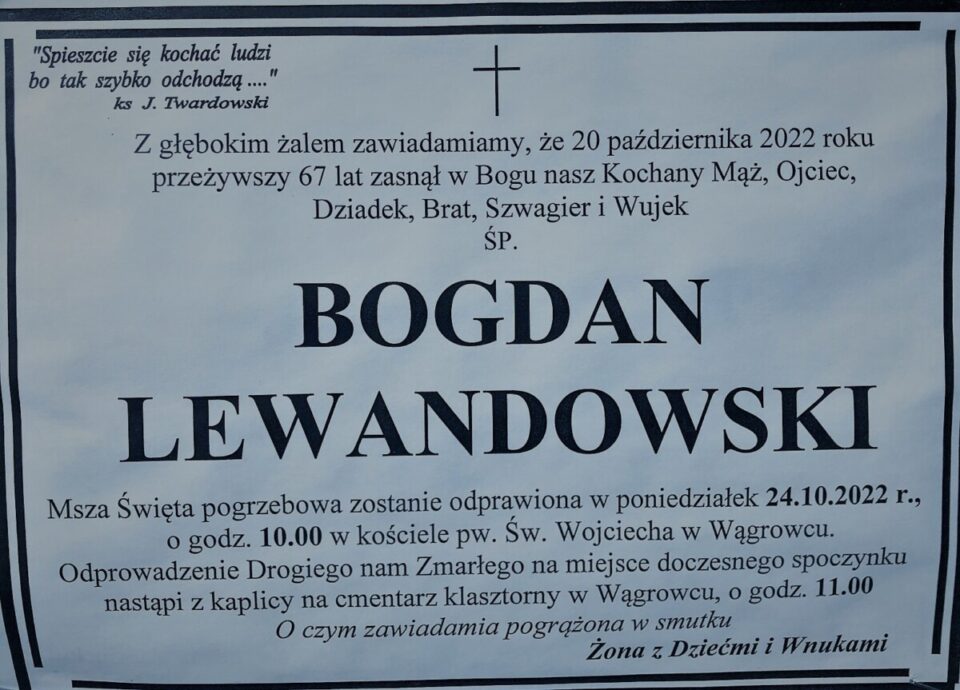 "Spieszcie się kochać ludzi
bo tak szybko odchodzą ...."
ks J. Twardowski
Z głębokim żalem zawiadamiamy, że 20 października 2022 roku
przeżywszy 67 lat zasnął w Bogu nasz Kochany Mąż, Ojciec,
Dziadek, Brat, Szwagier i Wujek
ŚP.
BOGDAN
LEWANDOWSKI
Msza Święta pogrzebowa zostanie odprawiona w poniedziałek 24.10.2022 r.,
o godz. 10.00 w kościele pw. Św. Wojciecha w Wągrowcu.
Odprowadzenie Drogiego nam Zmarłego na miejsce doczesnego spoczynku
nastąpi z kaplicy na cmentarz klasztorny w Wągrowcu, o godz. 11.00
O czym zawiadamia pogrążona w smutku
Żona z Dziećmi i Wnukami